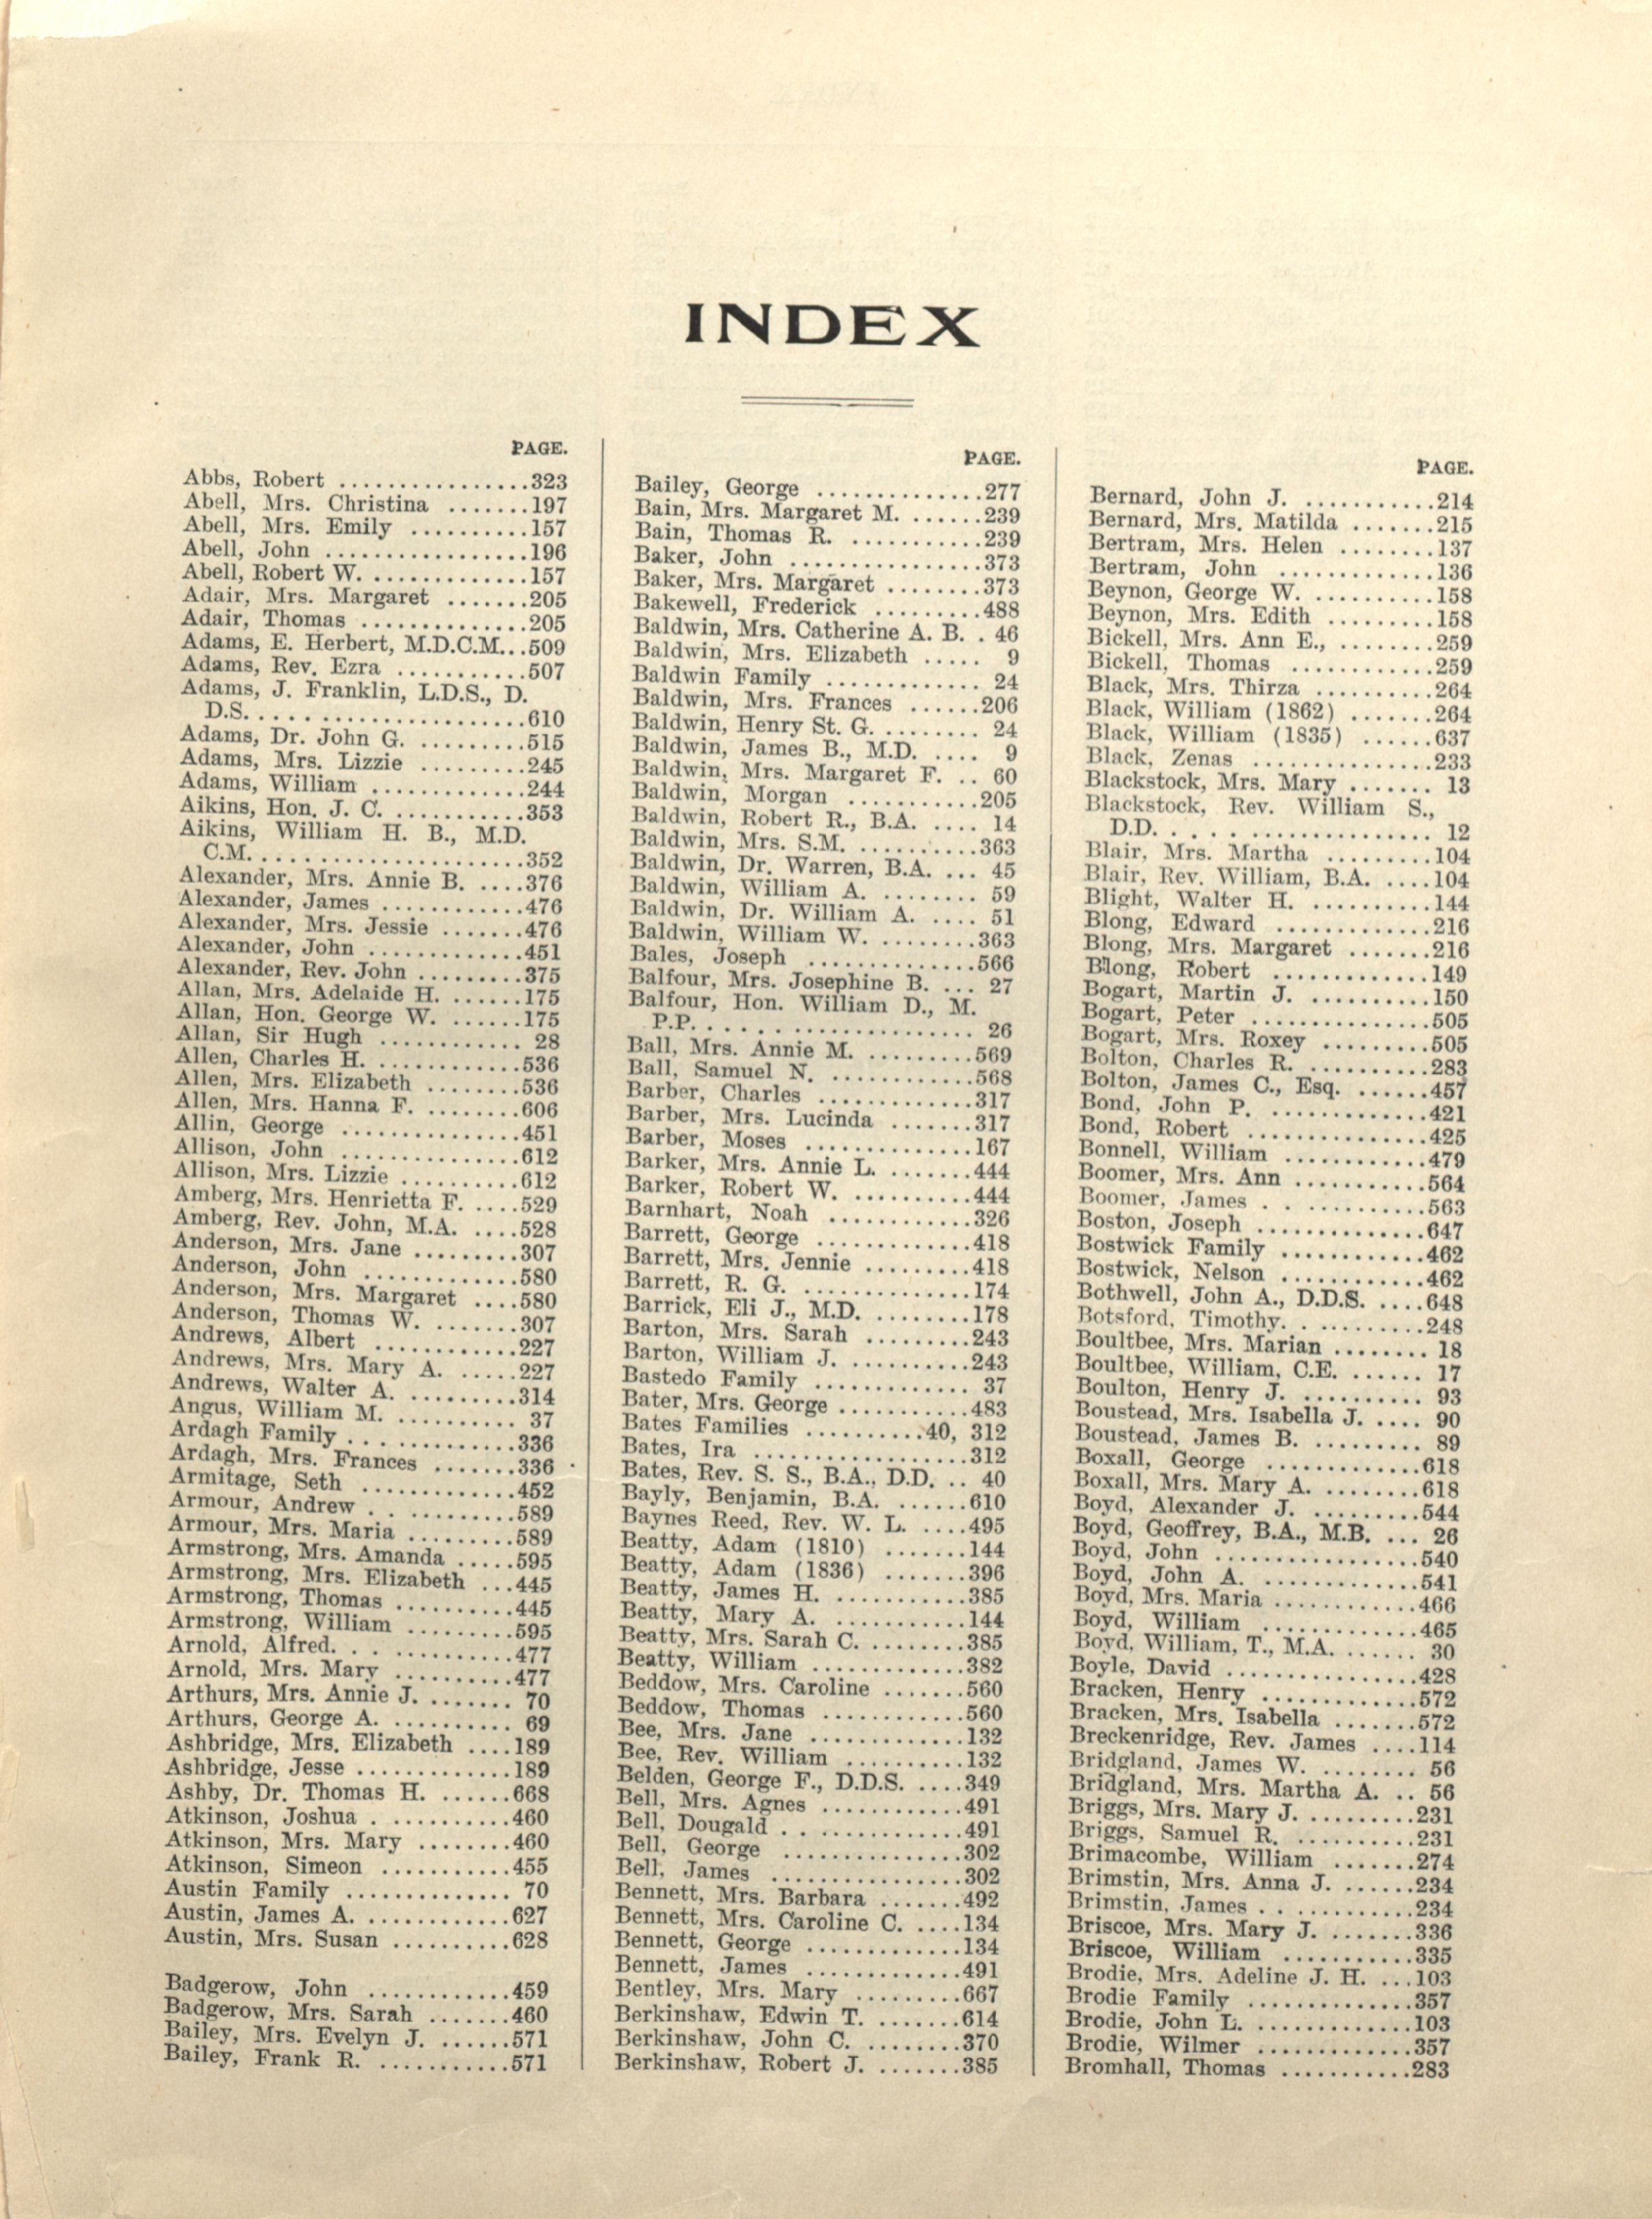 INDEX
PAGE.
Abbs, Robert ................323
Abell, Mrs. Christina .......197
Abell, Mrs. Emily ..........157
Abell, John .................196
Abell, Robert W. .............157
Adair, Mrs. Margaret .......205
Adair, Thomas ..............205
Adams, E. Herbert, M.D.C.M...509
Adams, Rev. Ezra ...........507
Adams, J. Franklin, L.D.S., D.
D.S. .......................610
Adams, Dr. John G. .........515
Adams, Mrs. Lizzie .........245
Adams, William .............244
Aikins, Hon. J. C. ...........353
Aikins, William H. B., M.D.
C.M. ......................352
Alexander, Mrs. Annie B. ....376
Alexander, James ............476
Alexander, Mrs. Jessie .......476
Alexander, John .............451
Alexander, Rev. John .........375
Allan, Mrs. Adelaide H. ......175
Allan, Hon. George W. ......175
Allan, Sir Hugh ............ 28
Allen, Charles H. ............536
Allen, Mrs. Elizabeth ........536
Allen, Mrs. Hanna F. ........606
Allin, George ...............451
Allison, John ...............612
Allison, Mrs. Lizzie ..........612
Amberg, Mrs. Henrietta F. ....529
Amberg, Rev. John, M.A. ....528
Anderson, Mrs. Jane .........307
Anderson, John .............580
Anderson, Mrs. Margaret ....580
Anderson, Thomas W. .......307
Andrews, Albert ............227
Andrews, Mrs. Mary A. .....227
Andrews, Walter A. .........314
Angus, William M. .......... 37
Ardagh Family ..............336
Ardagh, Mrs. Frances .......336
Armitage, Seth .............452
Armour, Andrew ...........589
Armour, Mrs. Maria .........589
Armstrong, Mrs. Amanda .....595
Armstrong, Mrs. Elizabeth ...445
Armstrong, Thomas ..........445
Armstrong, William .........595
Arnold, Alfred. ............477
Arnold, Mrs. Mary ..........477
Arthurs, Mrs. Annie J. ....... 70
Arthurs, George A. .......... 69
Ashbridge, Mrs. Elizabeth ....189
Ashbridge, Jesse .............189
Ashby, Dr. Thomas H. ......668
Atkinson, Joshua ...........460
Atkinson, Mrs. Mary ........460
Atkinson, Simeon ...........455
Austin Family .............. 70
Austin, James A. ............627
Austin, Mrs. Susan ..........628
Badgerow, John ............459
Badgerow, Mrs. Sarah .......460
Bailey, Mrs. Evelyn J. ......571
Bailey, Frank R. ...........571
PAGE.
Bailey, George ..............277
Bain, Mrs. Margaret M. ......239
Bain, Thomas R. ...........239
Baker, John ................373
Baker, Mrs. Margaret ........373
Bakewell, Frederick .........488
Baldwin, Mrs. Catherine A. B. . 46
Baldwin, Mrs. Elizabeth ..... 9
Baldwin Family ............. 24
Baldwin, Mrs. Frances ......206
Baldwin, Henry St. G. ........ 24
Baldwin, James B., M.D. .... 9
Baldwin, Mrs. Margaret F. .. 60
Baldwin, Morgan ...........205
Baldwin, Robert R., B.A. .... 14
Baldwin, Mrs. S.M. ..........363
Baldwin, Dr. Warren, B.A. ... 45
Baldwin, William A. ........ 59
Baldwin, Dr. William A. .... 51
Baldwin, William W. ........363
Bales, Joseph ..............566
Balfour, Mrs. Josephine B. ... 27
Balfour, Hon. William D., M.
P.P. ....................... 26
Ball, Mrs. Annie M. .........569
Ball, Samuel N. ............568
Barber, Charles .............317
Barber, Mrs. Lucinda .......317
Barber, Moses ..............167
Barker, Mrs. Annie L. .......444
Barker, Robert W. ..........444
Barnhart, Noah ............326
Barrett, George .............418
Barrett, Mrs. Jennie .........418
Barrett, R. G. ..............174
Barrick, Eli J., M.D. ........178
Barton, Mrs. Sarah .........243
Barton, William J. ..........243
Bastedo Family ............. 37
Bater, Mrs. George ...........483
Bates Families ..........40, 312
Bates, Ira ..................312
Bates, Rev. S. S., B.A., D.D. .. 40
Bayly, Benjamin, B.A. ......610
Baynes Reed, Rev. W. L. ....495
Beatty, Adam (1810) .......144
Beatty, Adam (1836) .......396
Beatty, James H. ...........385
Beatty, Mary A. ...........144
Beatty, Mrs. Sarah C. ........385
Beatty, William .............382
Beddow, Mrs. Caroline .......560
Beddow, Thomas ............560
Bee, Mrs. Jane .............132
Bee, Rev. William ..........132
Belden, George F., D.D.S. ....349
Bell, Mrs. Agnes ............491
Bell, Dougald ..............491
Bell, George ...............302
Bell, James .................302
Bennett, Mrs. Barbara .......492
Bennett, Mrs. Caroline C. ....134
Bennett, George .............134
Bennett, James .............491
Bentley, Mrs. Mary .........667
Berkinshaw, Edwin T. .......614
Berkinshaw, John C. ........370
Berkinshaw, Robert J. .......385
PAGE.
Bernard, John J. ...........214
Bernard, Mrs. Matilda .......215
Bertram, Mrs. Helen ........137
Bertram, John .............136
Beynon, George W. ..........158
Beynon, Mrs. Edith .........158
Bickell, Mrs. Ann E., ........259
Bickell, Thomas ............259
Black, Mrs. Thirza ..........264
Black, William (1862) .......264
Black, William (1835) ......637
Black, Zenas ...............233
Blackstock, Mrs. Mary ....... 13
Blackstock, Rev. William S.,
D.D. ..................... 12
Blair, Mrs. Martha .........104
Blair, Rev. William, B.A. ....104
Blight, Walter H. ..........144
Blong, Edward .............216
Blong, Mrs. Margaret .......216
Blong, Robert .............149
Bogart, Martin J. ..........150
Bogart, Peter ...............505
Bogart, Mrs. Roxey .........505
Bolton, Charles R. ..........283
Bolton, James C., Esq. ......457
Bond, John P. .............421
Bond, Robert ...............425
Bonnell, William ............479
Boomer, Mrs. Ann ...........564
Boomer, James .............563
Boston, Joseph ..............647
Bostwick Family ............462
Bostwick, Nelson ............462
Bothwell, John A., D.D.S. ....648
Botsford, Timothy. ..........248
Boultbee, Mrs. Marian ........ 18
Boultbee, William, C.E. ...... 17
Boulton, Henry J. .......... 93
Boustead, Mrs. Isabella J. .... 90
Boustead, James B. ......... 89
Boxall, George .............618
Boxall, Mrs. Mary A. ........618
Boyd, Alexander J. .........544
Boyd, Geoffrey, B.A., M.B. ... 26
Boyd, John .................540
Boyd, John A. .............541
Boyd, Mrs. Maria ............466
Boyd, William .............465
Boyd, William, T., M.A. ....... 30
Boyle, David ................428
Bracken, Henry .............572
Bracken, Mrs. Isabella .......572
Breckenridge, Rev. James ....114
Bridgland, James W. ........ 56
Bridgland, Mrs. Martha A. .. 56
Briggs, Mrs. Mary J. .........231
Briggs, Samuel R. ..........231
Brimacombe, William .......274
Brimstin, Mrs. Anna J. ......234
Brimstin, James .............234
Briscoe, Mrs. Mary J. .......336
Briscoe, William ...........335
Brodie, Mrs. Adeline J. H. ...103
Brodie Family ..............357
Brodie, John L. .............103
Brodie, Wilmer .............357
Bromhall, Thomas ...........283